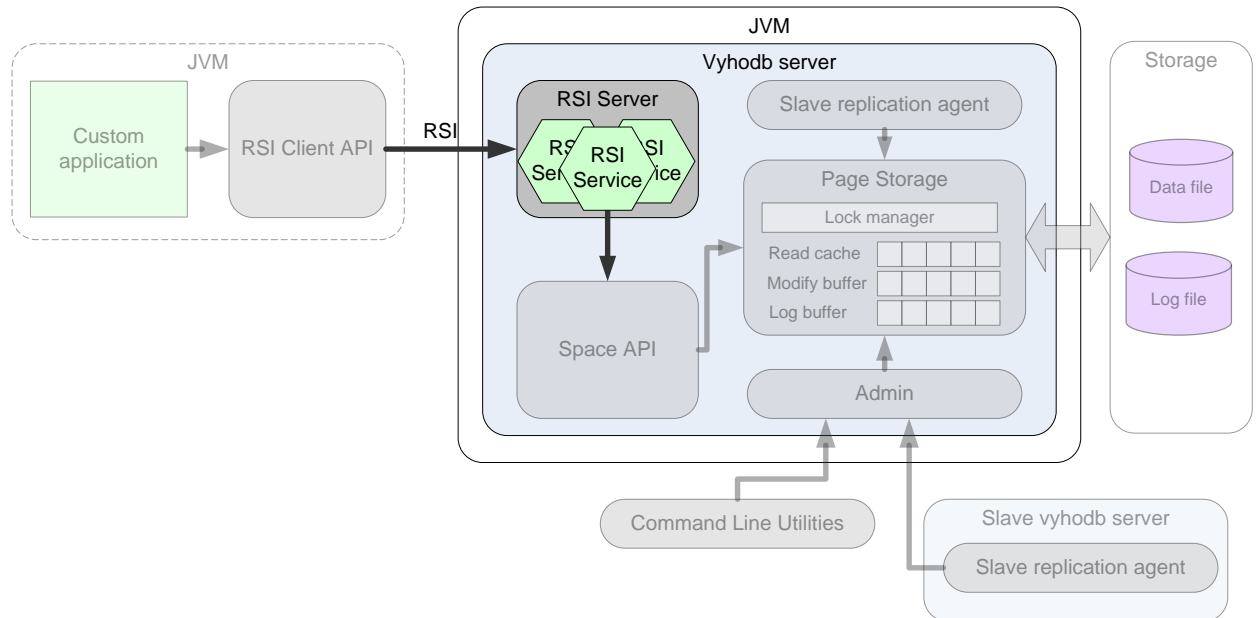 JVM
JVM
Vyhodb server
Storage
RSI Server
Slave replication agent
Custom
application
RSI Client API
RSI
RSI
Service
Page Storage
Lock manager
Read cache
Modify buffer
Log buffer
Data file
Log file
Space API
Admin
Command Line Utilities
Slave vyhodb server
Slave replication agent